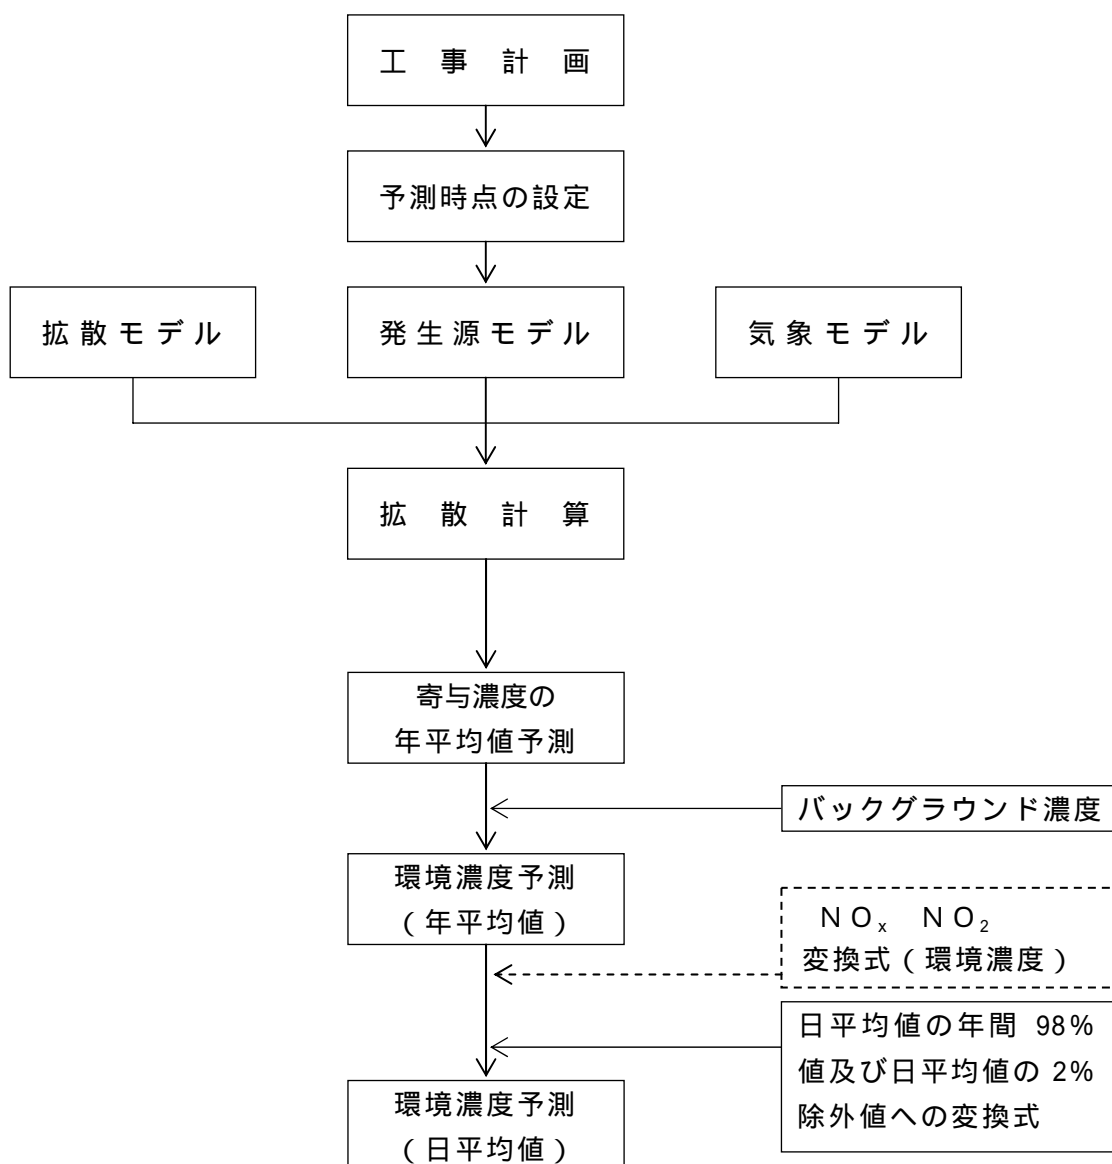 工事計画
予測時点の設定
拡散モデル
発生源モデル
気象モデル
拡散計算
寄与濃度の
年平均値予測
バックグラウンド濃度
環境濃度予測
(年平均値)
ＮＯx ＮＯ2
変換式(環境濃度)
日平均値の年間 98%
値及び日平均値の 2%
除外値への変換式
環境濃度予測
(日平均値)